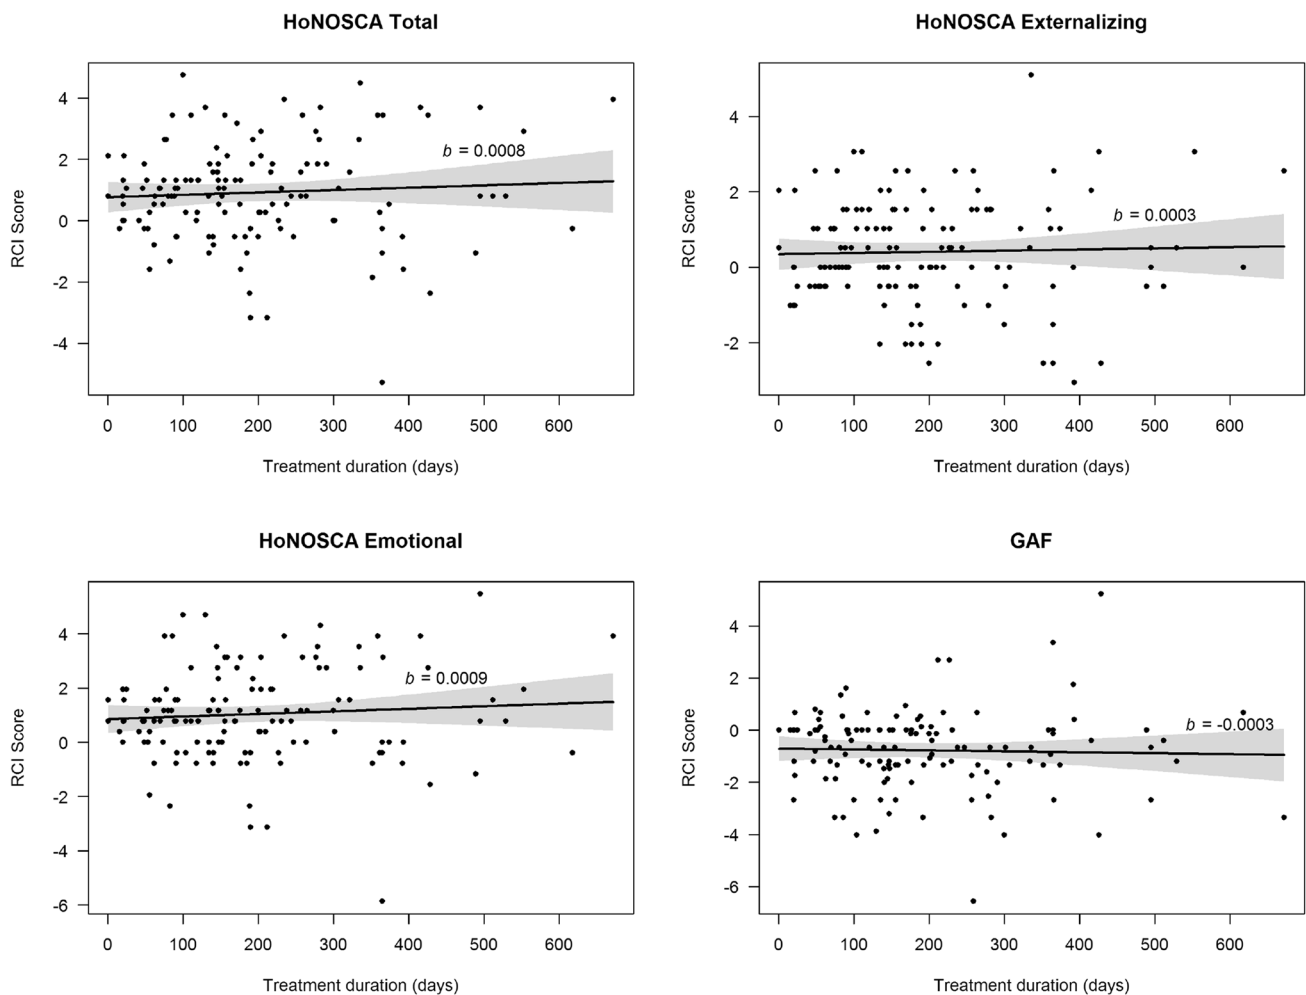 HoNOSCA Total
RCI Score
4
2
0
-2
-4
b = 0.0008
0 100 200 300 400 500 600
Treatment duration (days)
HoNOSCA Externalizing
RCI Score
4
2
0
-2
b = 0.0003
0 100 200 300 400 500 600
Treatment duration (days)
HoNOSCA Emotional
RCI Score
4
2
0
-2
-4
-6
b = 0.0009
0 100 200 300 400 500 600
Treatment duration (days)
GAF
RCI Score
4
2
0
-2
-4
-6
b = -0.0003
0 100 200 300 400 500 600
Treatment duration (days)